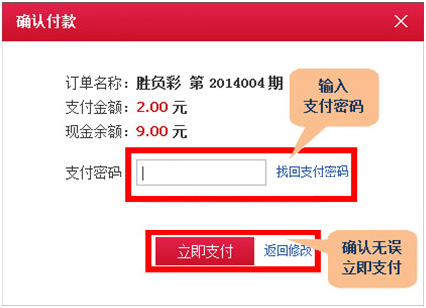 确认付款
订单名称：胜负彩 第 2014004 期
支付金额：2.00 元
现金余额：9.00 元
输入
支付密码
支付密码
找回支付密码
立即支付 返回修改
确认无误
立即支付